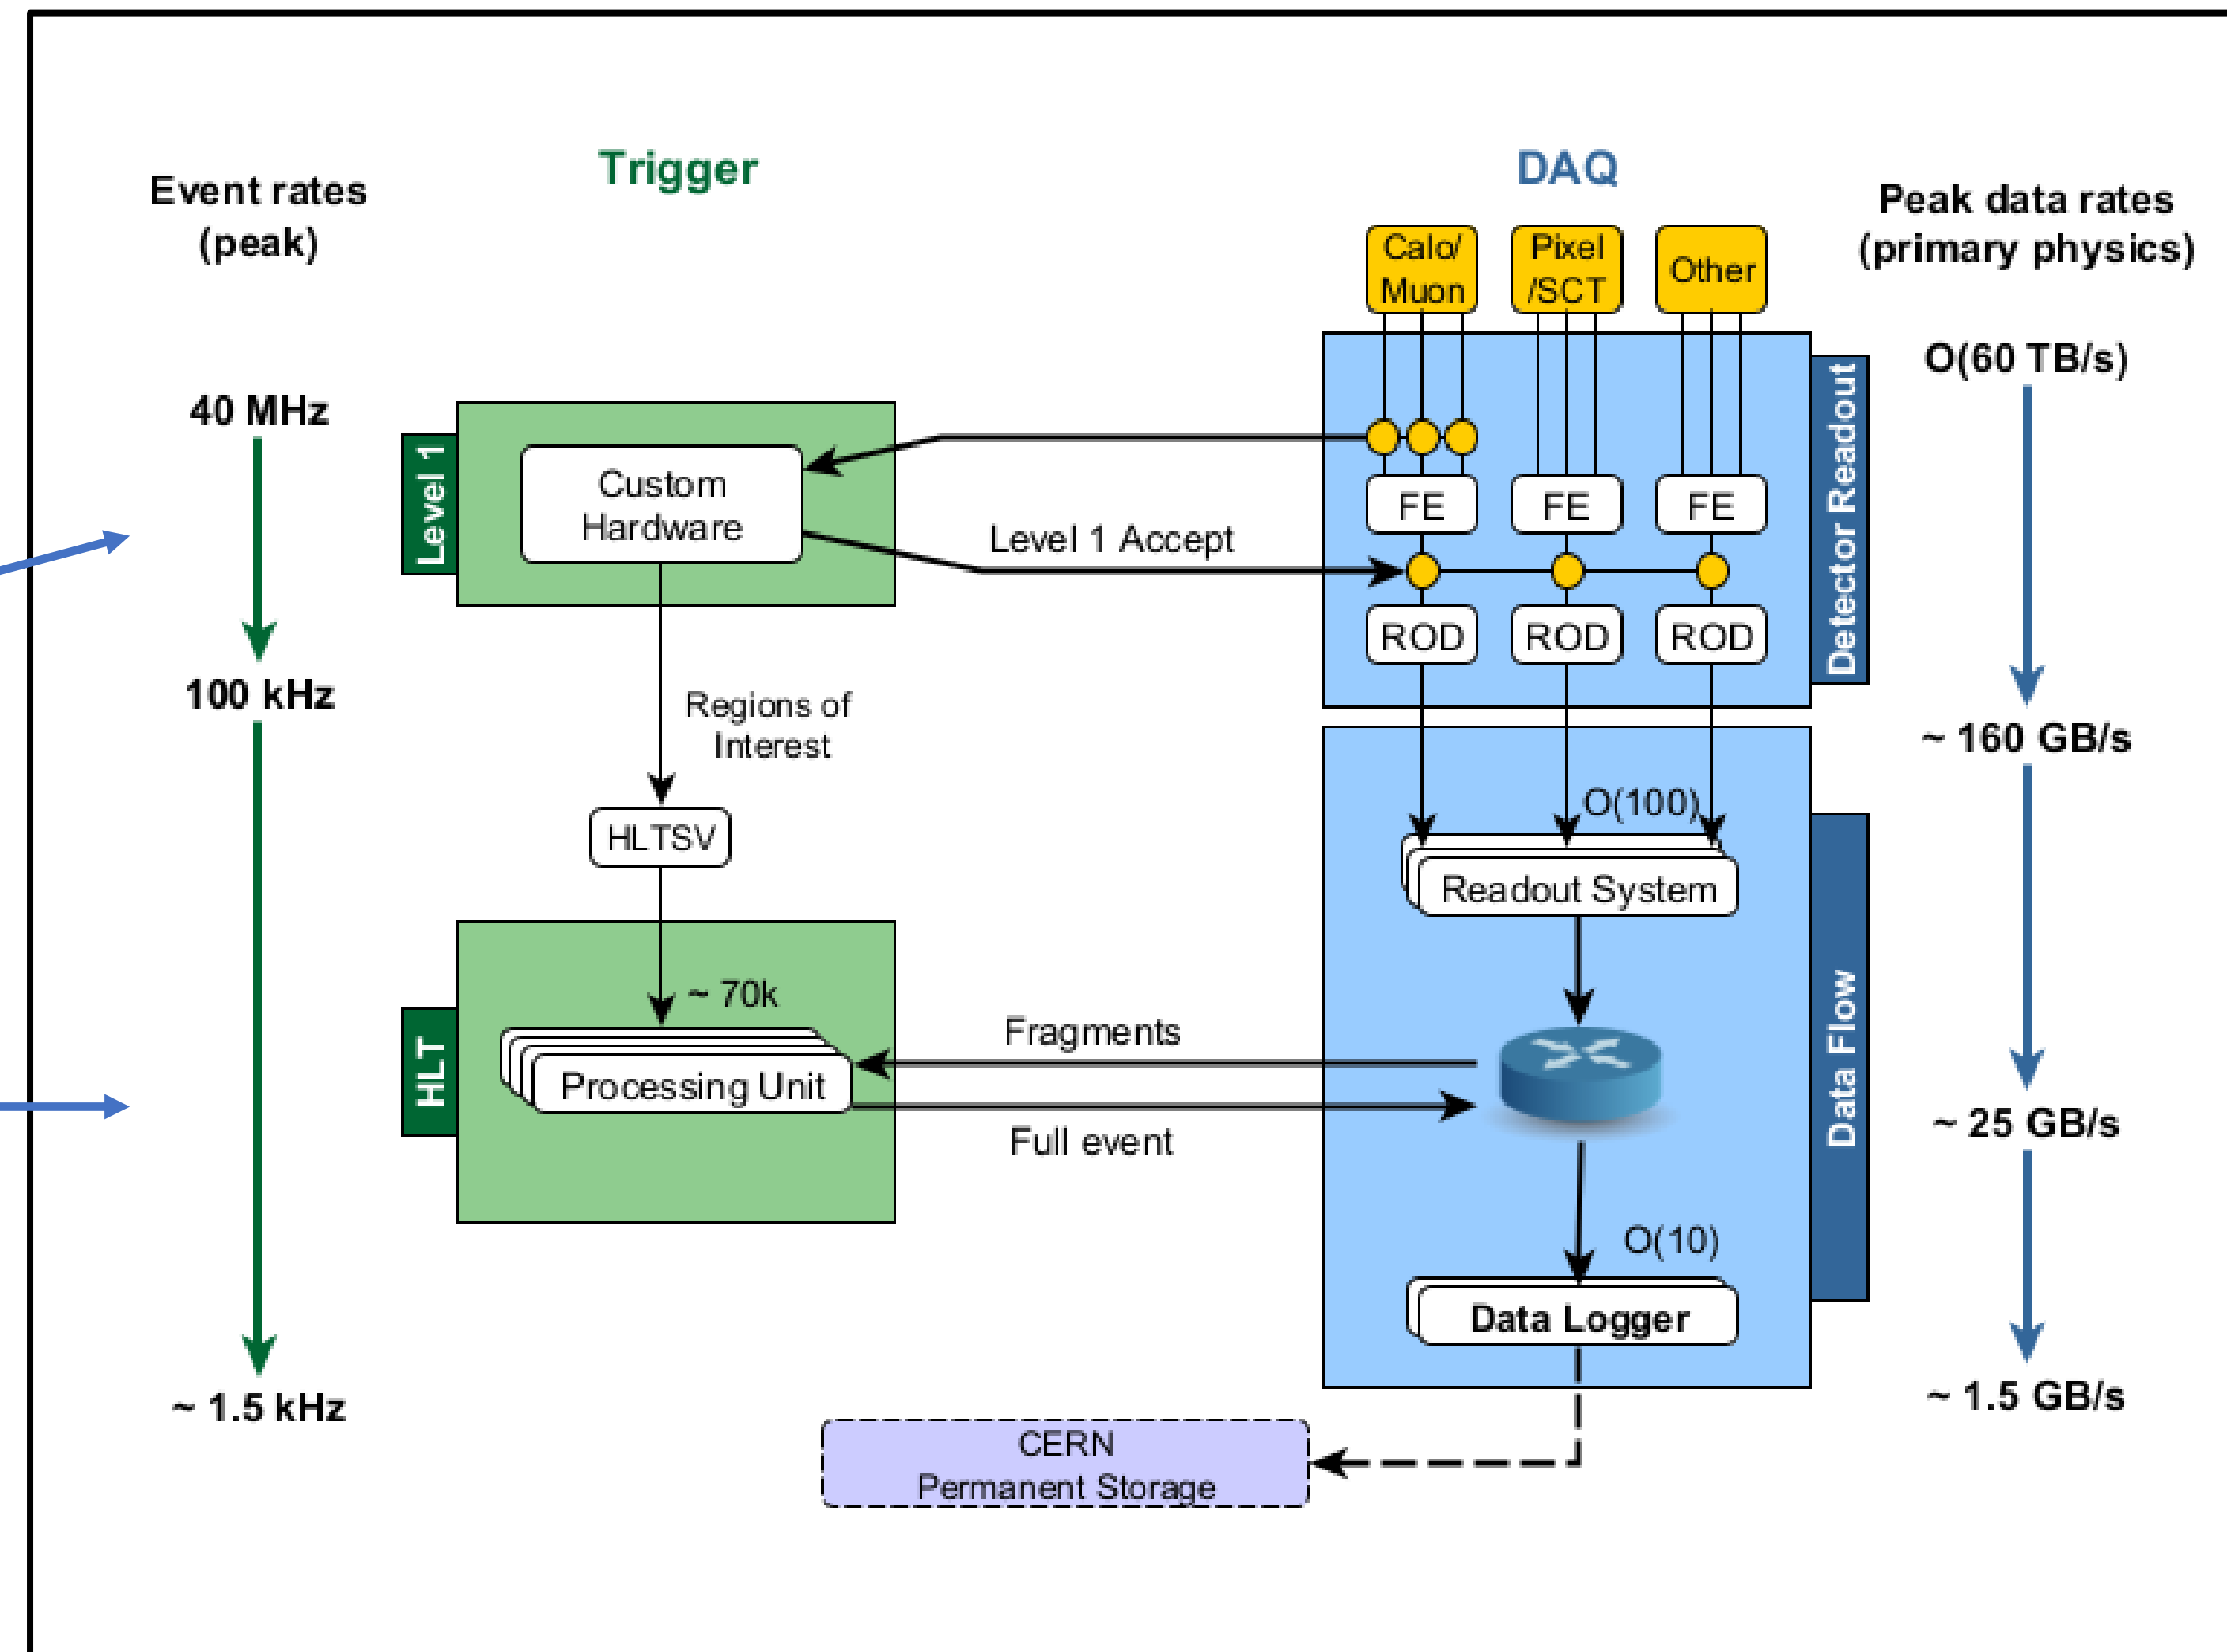 Trigger
DAQ
Event rates
(peak)
Peak data rates
(primary physics)
Calo/
Muon
Pixel
/SCT
Other
O(60 TB/s)
40 MHz
Level 1
Custom
Hardware
FE
FE
FE
Level 1 Accept
Detector Readout
ROD
ROD
ROD
100 kHz
Regions of
Interest
~ 160 GB/s
HLTSV
O(100)
Readout System
~ 70k
HLT
Processing Unit
Fragments
Full event
Data Flow
~ 25 GB/s
O(10)
Data Logger
~ 1.5 kHz
~ 1.5 GB/s
CERN
Permanent Storage